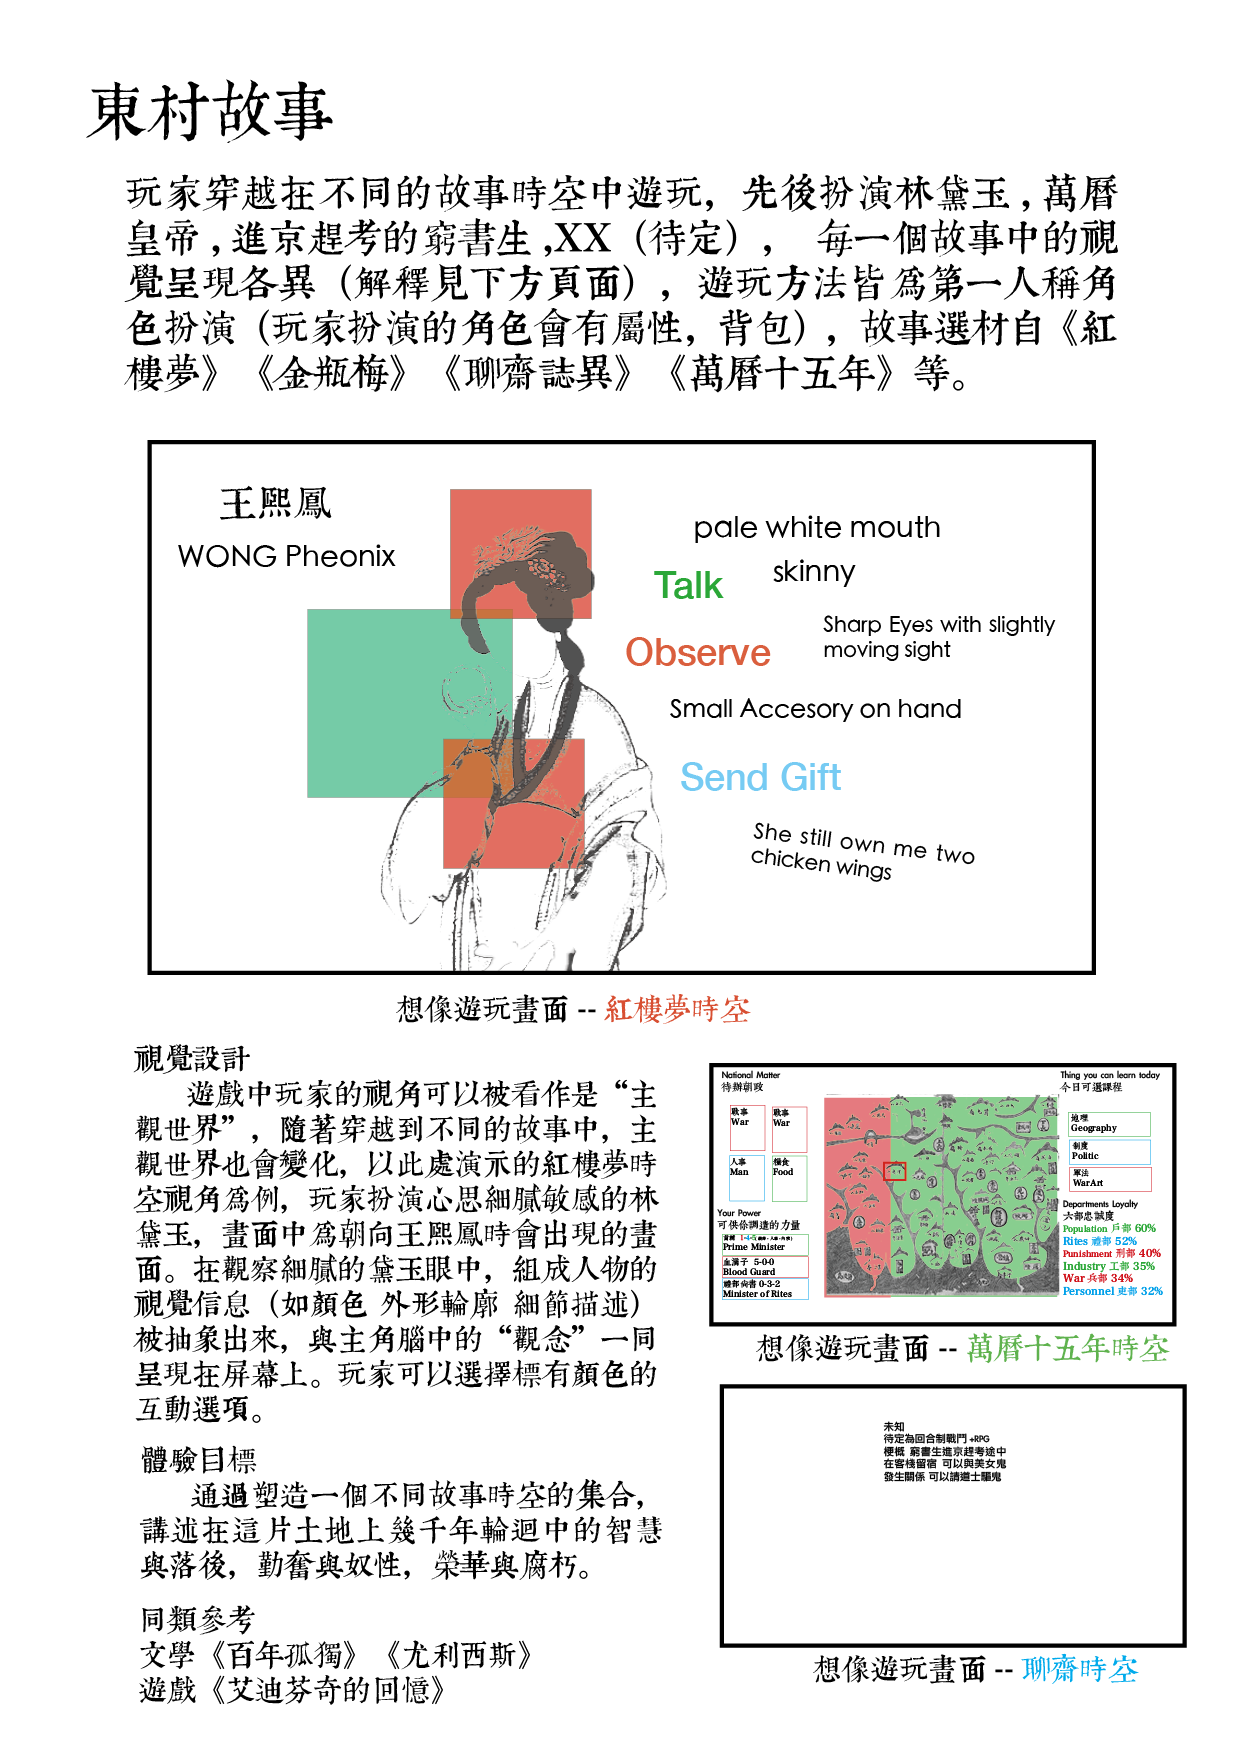 東村故事
玩家穿越在不同的故事時空中遊玩，先後扮演林黛玉，萬曆
皇帝，進京趕考的窮書生，XX（待定），每一個故事中的視
覺呈現各異（解釋見下方頁面），遊玩方法皆為第一人稱角
色扮演（玩家扮演的角色會有屬性，背包），故事選材自《紅
樓夢》《金瓶梅》《聊齋誌異》《萬曆十五年》等。
王熙鳳
WONG Pheonix
pale white mouth
Talk
skinny
Sharp Eyes with slightly
moving sight
Observe
Small Accesory on hand
Send Gift
She still own me two
chicken wings
想像遊玩畫面 -- 紅樓夢時空
視覺設計
遊戲中玩家的視角可以被看作是“主
觀世界”，隨著穿越到不同的故事中，主
觀世界也會變化，以此處演示的紅樓夢時
空視角為例，玩家扮演心思細膩敏感的林
黛玉，畫面中為朝向王熙鳳時會出現的畫
面。在觀察細膩的黛玉眼中，組成人物的
視覺信息（如顏色 外形輪廓 細節描述）
被抽象出來，與主角腦中的“觀念”一同
呈現在屏幕上。玩家可以選擇標有顏色的
互動選項。
體驗目標
通過塑造一個不同故事時空的集合，
講述在這片土地上幾千年輪迴中的智慧
與落後，勤奮與奴性，榮華與腐朽。
同類參考
文學《百年孤獨》《尤利西斯》
遊戲《艾迪芬奇的回憶》
National Matter
待辦朝政
戰事
War
戰事
War
人事
Man
糧食
Food
Your Power
可供你調遣的力量
首輔 1-4-5
Prime Minister
血滴子 5-0-0
Blood Guard
禮部尚書 0-3-2
Minister of Rites
Thing you can learn today
今日可選課程
地理
Geography
制度
Politic
軍法
WarArt
Departments Loyalty
六部忠誠度
Population 戶部 60%
Rites 禮部 52%
Punishment 刑部 40%
Industry 工部 35%
War 兵部 34%
Personnel 吏部 32%
想像遊玩畫面 -- 萬曆十五年時空
未知
待定為回合制戰鬥 +RPG
梗概 窮書生進京趕考途中
在客棧留宿 可以與美女鬼
發生關係 可以請道士驅鬼
想像遊玩畫面 -- 聊齋時空